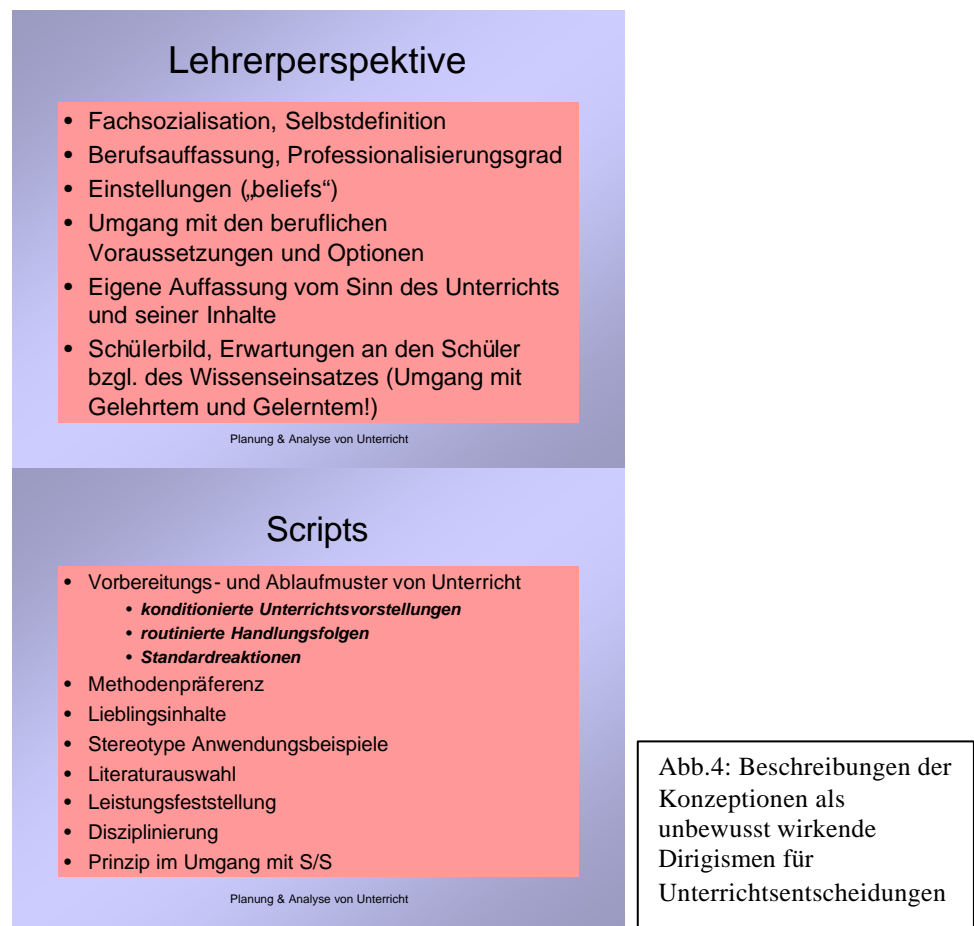 Lehrerperspektive
• Fachsozialisation, Selbstdefinition
• Berufsauffassung, Professionalisierungsgrad
• Einstellungen („beliefs“)
• Umgang mit den beruflichen
Voraussetzungen und Optionen
• Eigene Auffassung vom Sinn des Unterrichts
und seiner Inhalte
• Schülerbild, Erwartungen an den Schüler
bzgl. des Wissenseinsatzes (Umgang mit
Gelehrtem und Gelerntem!)
Planung & Analyse von Unterricht
Scripts
• Vorbereitungs- und Ablaufmuster von Unterricht
• konditionierte Unterrichtsvorstellungen
• routinierte Handlungsfolgen
• Standardreaktionen
• Methodenpräferenz
• Lieblingsinhalte
• Stereotype Anwendungsbeispiele
• Literaturauswahl
• Leistungsfeststellung
• Disziplinierung
• Prinzip im Umgang mit S/S
Planung & Analyse von Unterricht
Abb.4: Beschreibungen der
Konzeptionen als
unbewusst wirkende
Dirigismen für
Unterrichtsentscheidungen